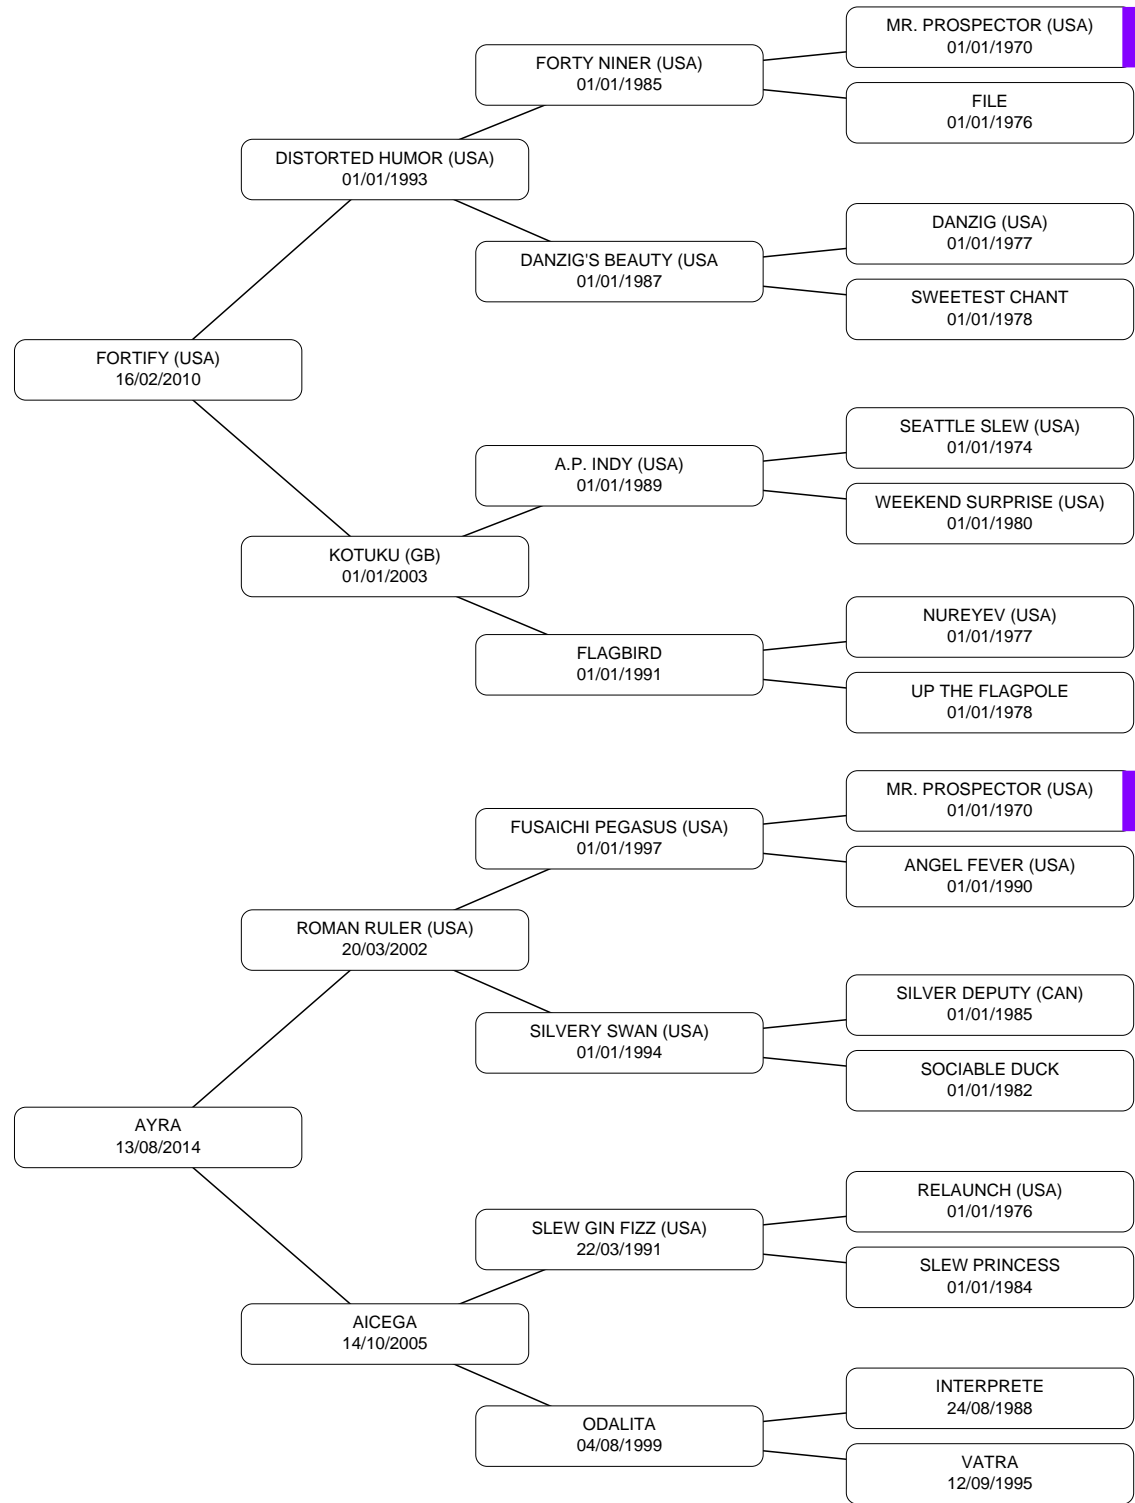 MR. PROSPECTOR (USA)
01/01/1970
FORTY NINER (USA)
01/01/1985
FILE
01/01/1976
DISTORTED HUMOR (USA)
01/01/1993
DANZIG (USA)
01/01/1977
DANZIG'S BEAUTY (USA
01/01/1987
SWEETEST CHANT
01/01/1978
FORTIFY (USA)
16/02/2010
SEATTLE SLEW (USA)
01/01/1974
A.P. INDY (USA)
01/01/1989
WEEKEND SURPRISE (USA)
01/01/1980
KOTUKU (GB)
01/01/2003
NUREYEV (USA)
01/01/1977
FLAGBIRD
01/01/1991
UP THE FLAGPOLE
01/01/1978
MR. PROSPECTOR (USA)
01/01/1970
FUSAICHI PEGASUS (USA)
01/01/1997
ANGEL FEVER (USA)
01/01/1990
ROMAN RULER (USA)
20/03/2002
SILVER DEPUTY (CAN)
01/01/1985
SILVERY SWAN (USA)
01/01/1994
SOCIABLE DUCK
01/01/1982
AYRA
13/08/2014
RELAUNCH (USA)
01/01/1976
SLEW GIN FIZZ (USA)
22/03/1991
SLEW PRINCESS
01/01/1984
AICEGA
14/10/2005
INTERPRETE
24/08/1988
ODALITA
04/08/1999
VATRA
12/09/1995